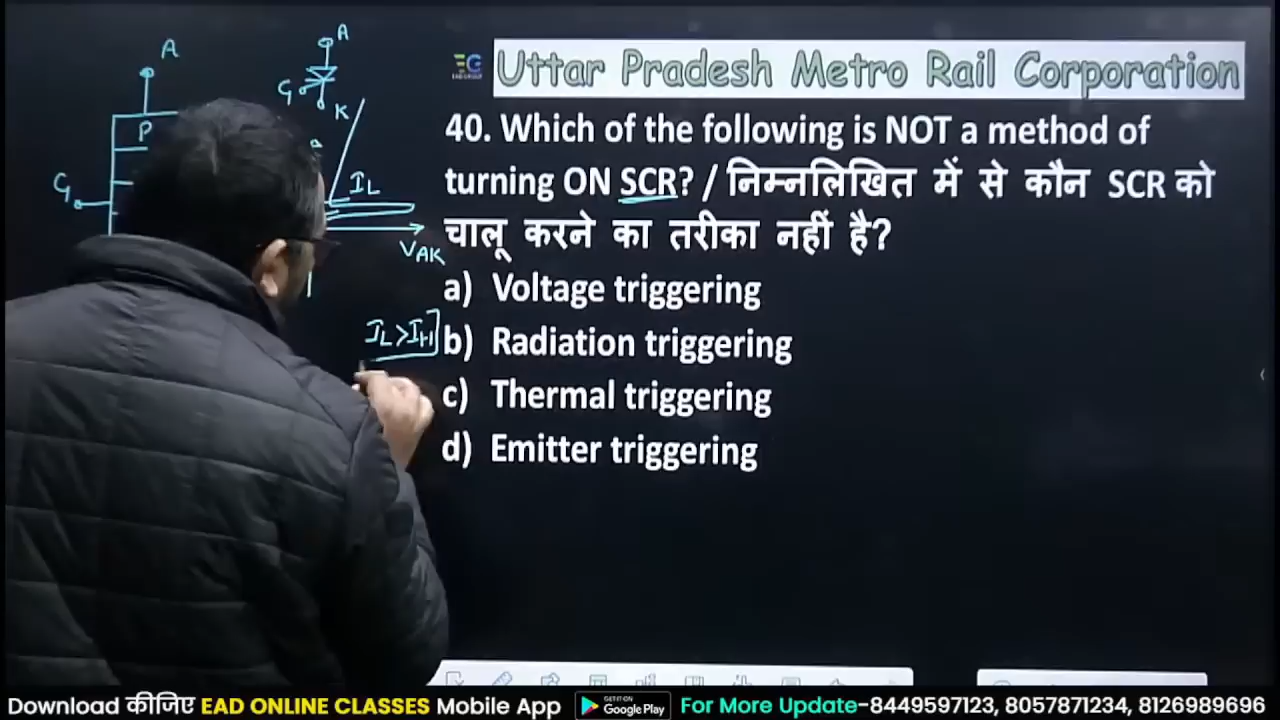 Uttar Pradesh Metro Rail Corporation
40. Which of the following is NOT a method of
turning ON SCR? / निम्नलिखित में से कौन SCR को
चालू करने का तरीका नहीं है?
a) Voltage triggering
b) Radiation triggering
c) Thermal triggering
d) Emitter triggering
A
P
G
A
G
K
IL
VAK
IL>IH
Download कीजिए EAD ONLINE CLASSES Mobile App
GET IT ON
Google Play
For More Update-8449597123, 8057871234, 8126989696